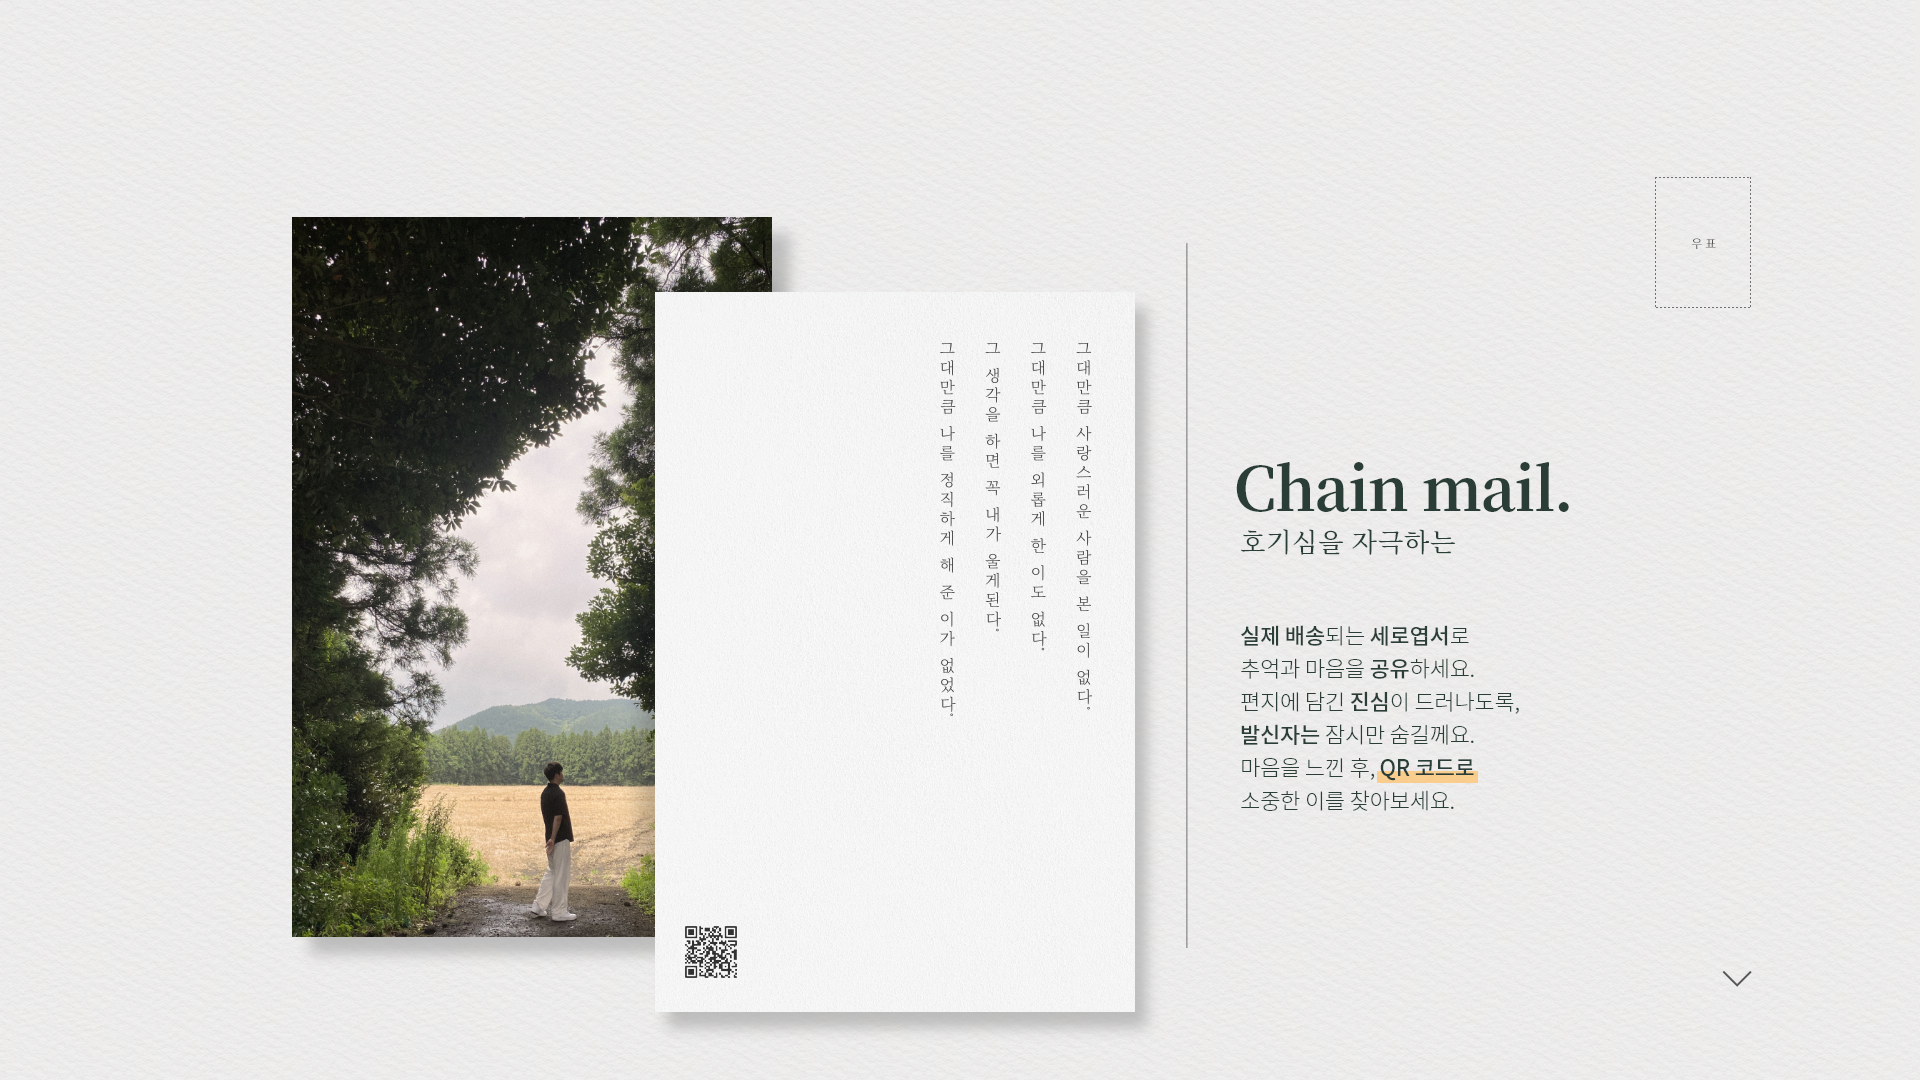 그대만큼 사랑스러운 사람을 본 일이 없다.
그대만큼 나를 외롭게 한 이도 없다.
그 생각을 하면 꼭 내가 울게된다.
그대만큼 나를 정직하게 해 준 이가 없었다.
우표
Chain mail.
호기심을 자극하는
실제 배송되는 세로엽서로
추억과 마음을 공유하세요.
편지에 담긴 진심이 드러나도록,
발신자는 잠시만 숨길께요.
마음을 느낀 후, QR 코드로
소중한 이를 찾아보세요.